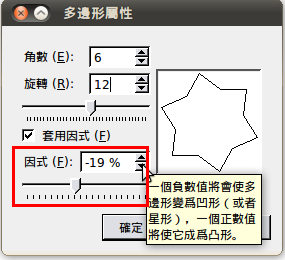 多邊形屬性
角數 (E): 6
旋轉 (R): 12
套用因式 (F)
因式 (F): -19 %
一個負數值將會使多
邊形變爲凹形（或者
星形），一個正數值
將使它成爲凸形。
確定